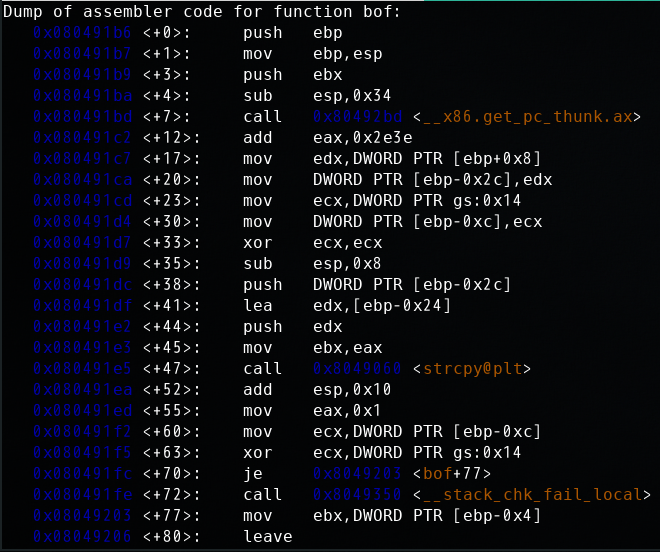 Dump of assembler code for function bof:
0x080491b6 <+0>: push ebp
0x080491b7 <+1>: mov ebp,esp
0x080491b9 <+3>: push ebx
0x080491ba <+4>: sub esp,0x34
0x080491bd <+7>: call 0x80492bd <__x86.get_pc_thunk.ax>
0x080491c2 <+12>: add eax,0x2e3e
0x080491c7 <+17>: mov edx,DWORD PTR [ebp+0x8]
0x080491ca <+20>: mov DWORD PTR [ebp-0x2c],edx
0x080491cd <+23>: mov ecx,DWORD PTR gs:0x14
0x080491d4 <+30>: mov DWORD PTR [ebp-0xc],ecx
0x080491d7 <+33>: xor ecx,ecx
0x080491d9 <+35>: sub esp,0x8
0x080491dc <+38>: push DWORD PTR [ebp-0x2c]
0x080491df <+41>: lea edx,[ebp-0x24]
0x080491e2 <+44>: push edx
0x080491e3 <+45>: mov ebx,eax
0x080491e5 <+47>: call 0x8049060 <strcpy@plt>
0x080491ea <+52>: add esp,0x10
0x080491ed <+55>: mov eax,0x1
0x080491f2 <+60>: mov ecx,DWORD PTR [ebp-0xc]
0x080491f5 <+63>: xor ecx,DWORD PTR gs:0x14
0x080491fc <+70>: je 0x8049203 <bof+77>
0x080491fe <+72>: call 0x8049350 <__stack_chk_fail_local>
0x08049203 <+77>: mov ebx,DWORD PTR [ebp-0x4]
0x08049206 <+80>: leave